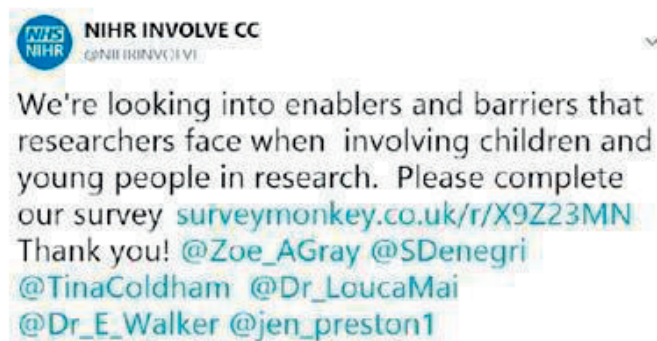 NHS
NIHR
NIHR INVOLVE CC
@NIHRINVOLVE
We're looking into enablers and barriers that
researchers face when involving children and
young people in research. Please complete
our survey surveymonkey.co.uk/r/X9Z23MN
Thank you! @Zoe_AGray @SDenegri
@TinaColdham @Dr_LoucaMai
@Dr_E_Walker @jen_preston1